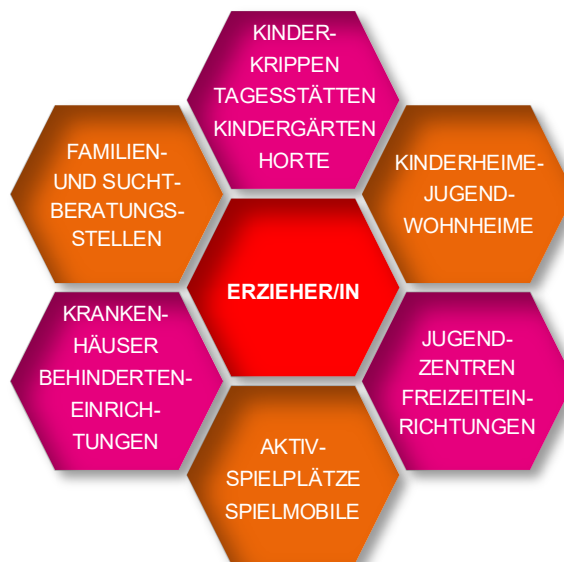 KINDER-
KRIPPEN
TAGESSTÄTTEN
KINDERGÄRTEN
HORTE
FAMILIEN-
UND SUCHT-
BERATUNGS-
STELLEN
KINDERHEIME-
JUGEND-
WOHNHEIME
ERZIEHER/IN
KRANKEN-
HÄUSER
BEHINDERTEN-
EINRICH-
TUNGEN
JUGEND-
ZENTREN
FREIZEITEIN-
RICHTUNGEN
AKTIV-
SPIELPLÄTZE
SPIELMOBILE